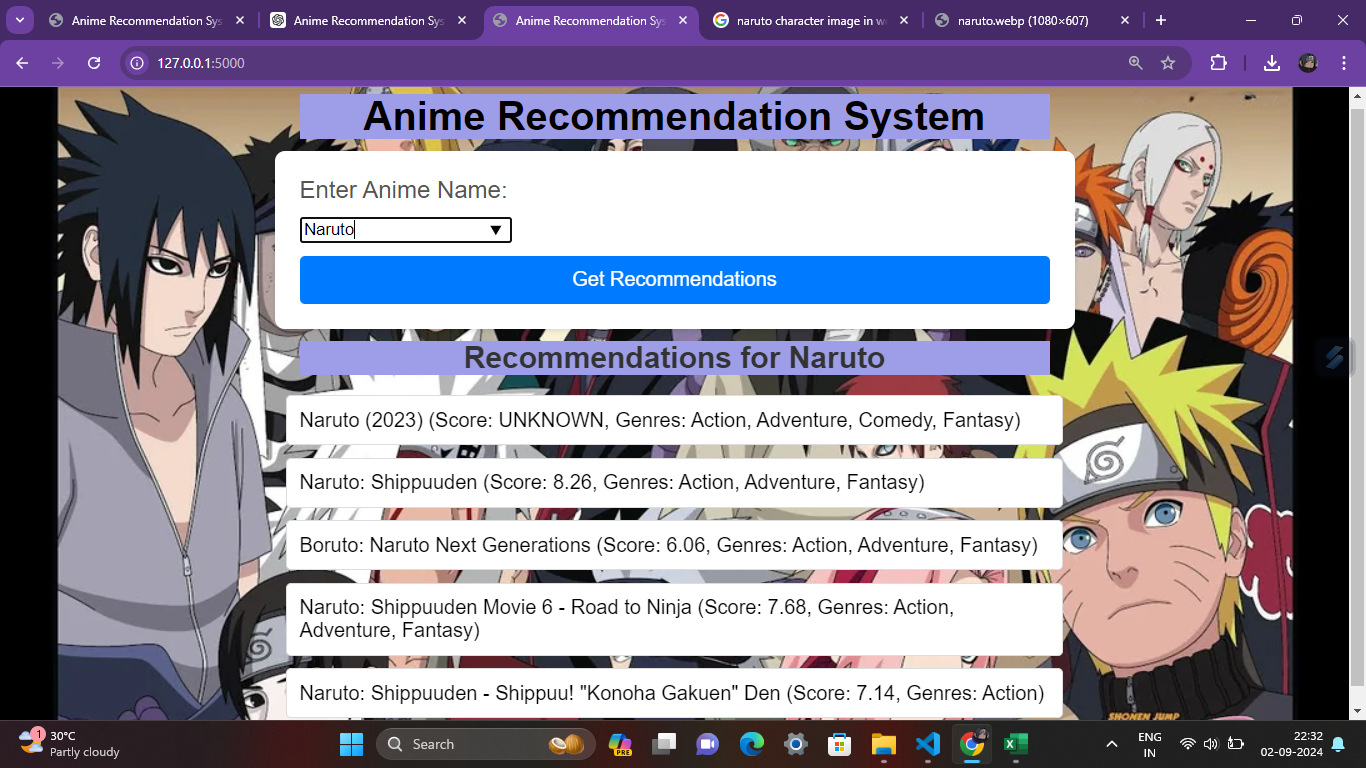 Anime Recommendation Sys
Anime Recommendation Sys
Anime Recommendation Sys
naruto character image in w
naruto.webp (1080×607)
127.0.0.1:5000
Anime Recommendation System
Enter Anime Name:
Naruto
Get Recommendations
Recommendations for Naruto
Naruto (2023) (Score: UNKNOWN, Genres: Action, Adventure, Comedy, Fantasy)
Naruto: Shippuuden (Score: 8.26, Genres: Action, Adventure, Fantasy)
Boruto: Naruto Next Generations (Score: 6.06, Genres: Action, Adventure, Fantasy)
Naruto: Shippuuden Movie 6 - Road to Ninja (Score: 7.68, Genres: Action,
Adventure, Fantasy)
Naruto: Shippuuden - Shippuu! "Konoha Gakuen" Den (Score: 7.14, Genres: Action)
SHONEN JUMP
1
30°C
Partly cloudy
Search
PRE
ENG
IN
22:32
02-09-2024